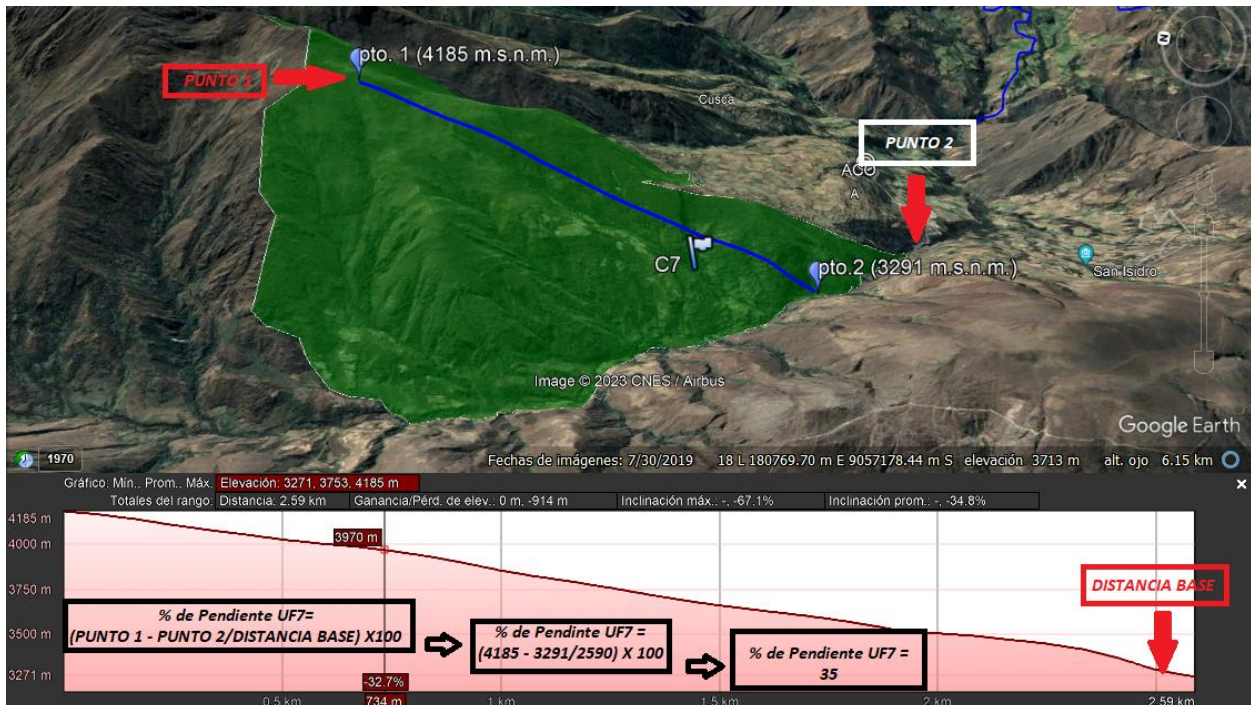 pto. 1 (4185 m.s.n.m.)
PUNTO 1
Cusca
PUNTO 2
ACO
A
C7
pto.2 (3291 m.s.n.m.)
San Isidro
Image © 2023 CNES / Airbus
Google Earth
1970
Fechas de imágenes: 7/30/2019 18 L 180769.70 m E 9057178.44 m S elevación 3713 m alt. ojo 6.15 km
Gráfico: Mín., Prom., Máx. Elevación: 3271, 3753, 4185 m
Totales del rango: Distancia: 2.59 km Ganancia/Pérd. de elev.: 0 m, -914 m Inclinación máx.: -, -67.1% Inclinación prom.: -, -34.8%
4185 m
4000 m
3970 m
3750 m
DISTANCIA BASE
% de Pendiente UF7=
(PUNTO 1 - PUNTO 2/DISTANCIA BASE) X100
% de Pendinte UF7 =
(4185 - 3291/2590) X 100
% de Pendiente UF7 =
35
3500 m
3271 m
-32.7%
0.5 km 734 m 1 km 1.5 km 2 km 2.59 km